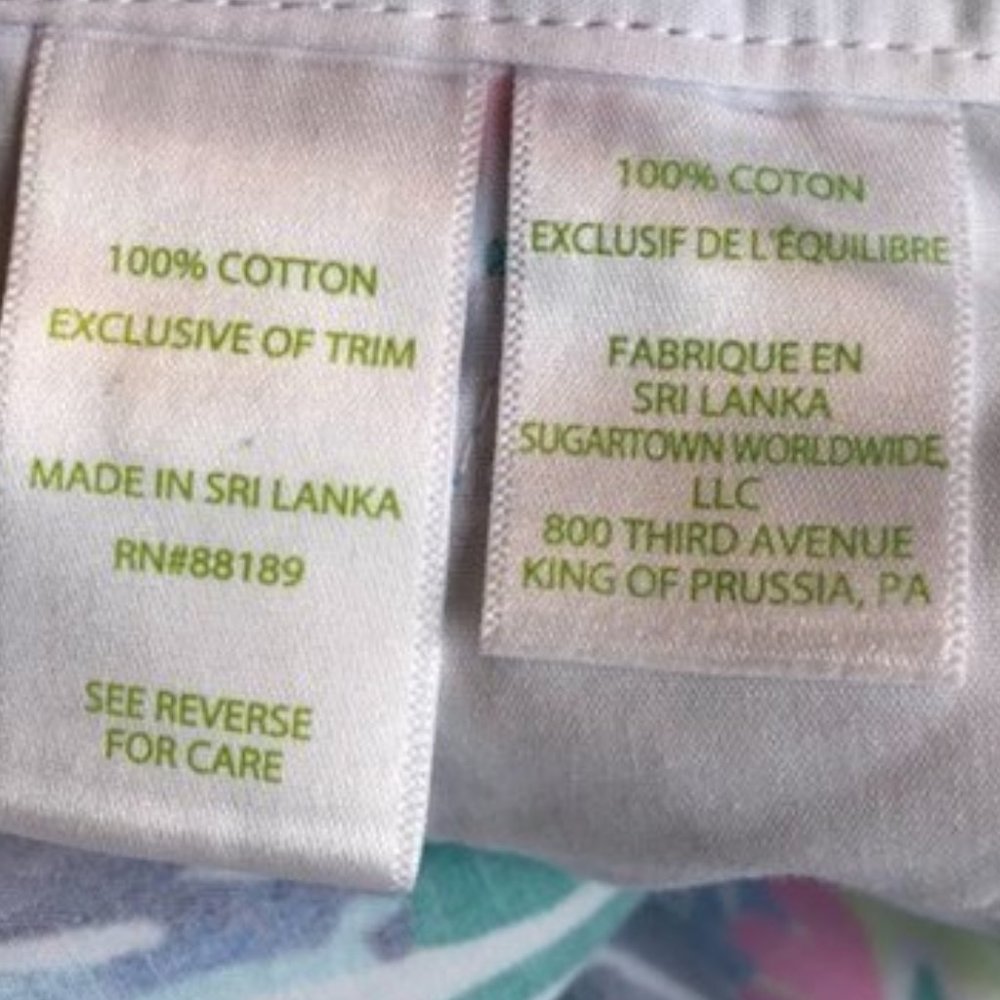 100% COTTON
EXCLUSIVE OF TRIM
MADE IN SRI LANKA
RN#88189
SEE REVERSE
FOR CARE
100% COTON
EXCLUSIF DE L'ÉQUILIBRE
FABRIQUE EN
SRI LANKA
SUGARTOWN WORLDWIDE,
LLC
800 THIRD AVENUE
KING OF PRUSSIA, PA